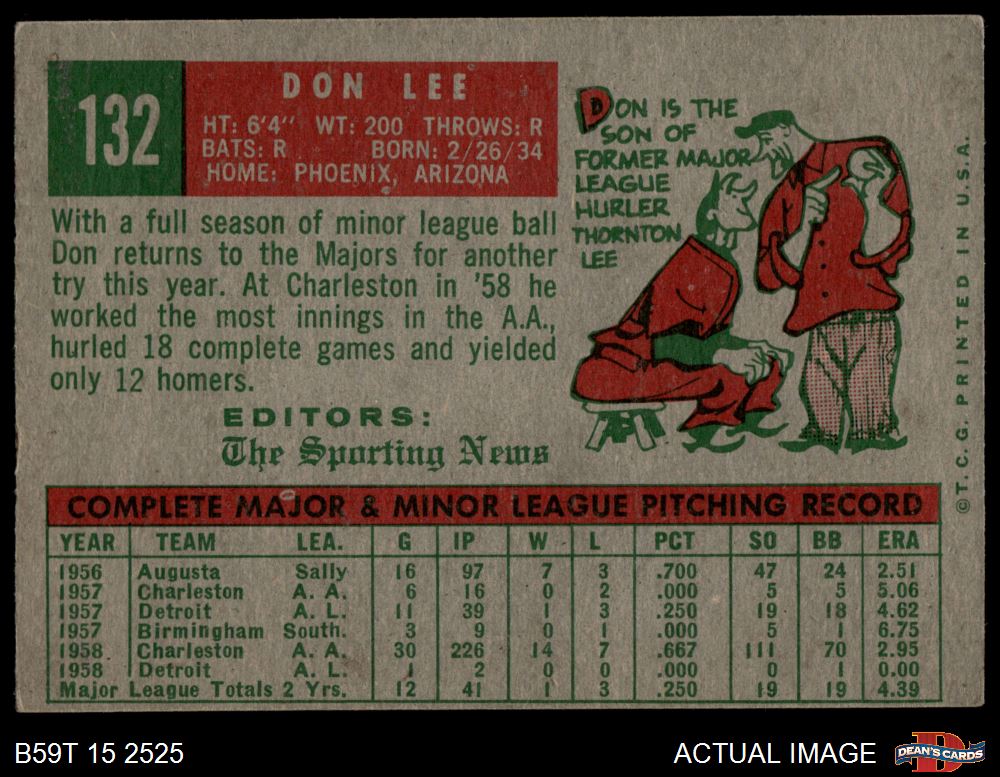 132
DON LEE
HT: 6'4" WT: 200 THROWS: R
BATS: R BORN: 2/26/34
HOME: PHOENIX, ARIZONA
With a full season of minor league ball
Don returns to the Majors for another
try this year. At Charleston in '58 he
worked the most innings in the A.A.,
hurled 18 complete games and yielded
only 12 homers.
EDITORS:
The Sporting News
DON IS THE
SON OF
FORMER MAJOR
LEAGUE
HURLER
THORNTON
LEE
©T.C.G. PRINTED IN U.S.A.
COMPLETE MAJOR & MINOR LEAGUE PITCHING RECORD
YEAR TEAM LEA. G IP W L PCT SO BB ERA
1956 Augusta Sally 16 97 7 3 .700 47 24 2.51
1957 Charleston A. A. 6 16 0 2 .000 5 5 5.06
1957 Detroit A. L. 11 39 1 3 .250 19 18 4.62
1957 Birmingham South. 3 9 0 1 .000 5 1 6.75
1958 Charleston A. A. 30 226 14 7 .667 111 70 2.95
1958 Detroit A. L. 1 2 0 0 .000 0 1 0.00
Major League Totals 2 Yrs. 12 41 1 3 .250 19 19 4.39
B59T 15 2525
ACTUAL IMAGE
D
DEAN'S CARDS